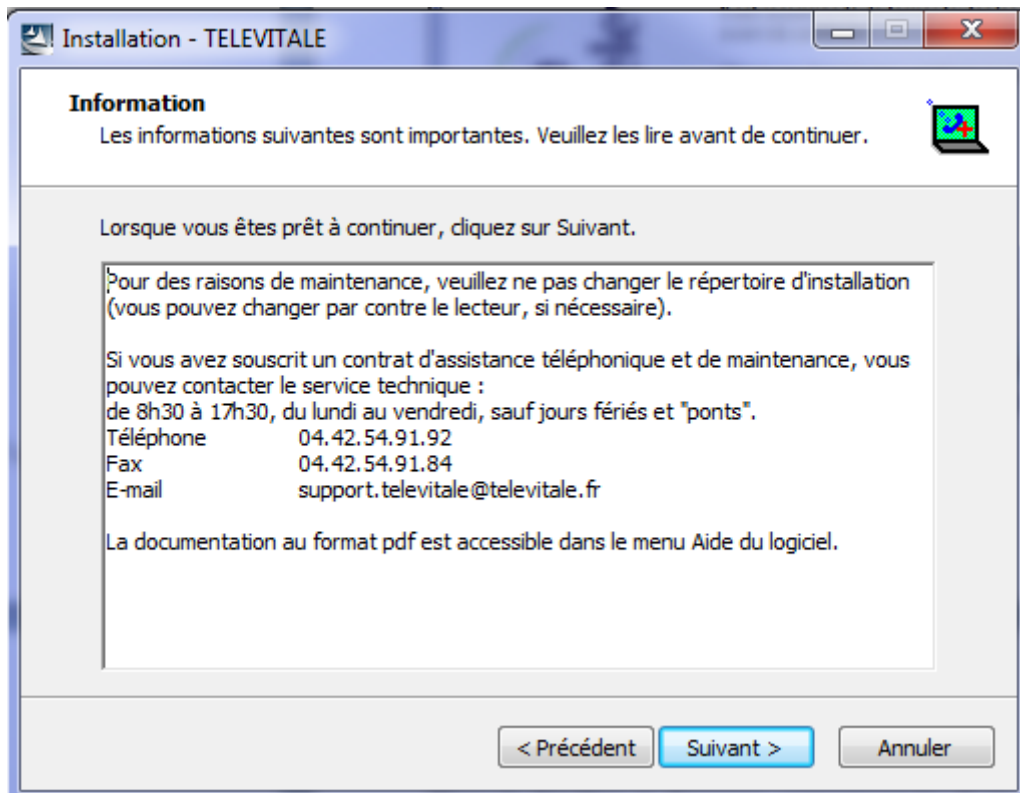 Installation - TELEVITALE
Information
Les informations suivantes sont importantes. Veuillez les lire avant de continuer.
Lorsque vous êtes prêt à continuer, cliquez sur Suivant.
Pour des raisons de maintenance, veuillez ne pas changer le répertoire d'installation
(vous pouvez changer par contre le lecteur, si nécessaire).
Si vous avez souscrit un contrat d'assistance téléphonique et de maintenance, vous
pouvez contacter le service technique :
de 8h30 à 17h30, du lundi au vendredi, sauf jours fériés et "ponts".
Téléphone 04.42.54.91.92
Fax 04.42.54.91.84
E-mail support.televitale@televitale.fr
La documentation au format pdf est accessible dans le menu Aide du logiciel.
< Précédent Suivant > Annuler